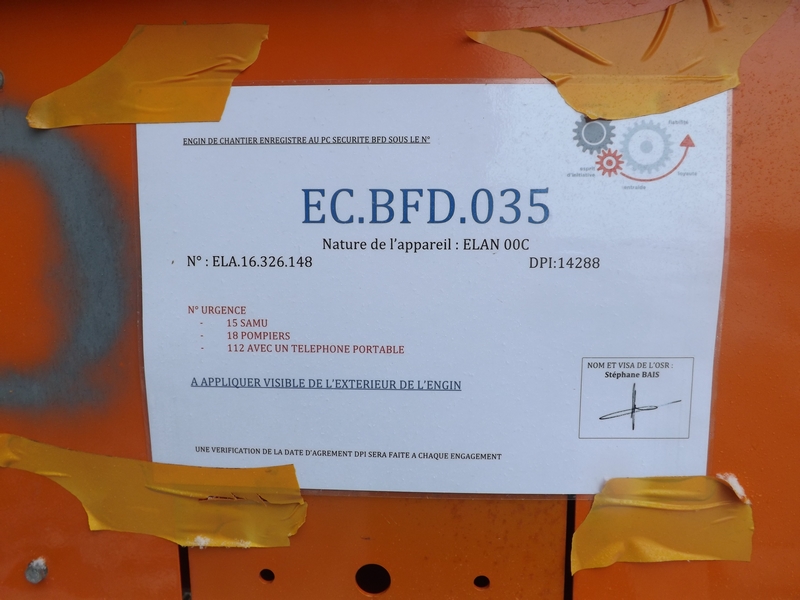 ENGIN DE CHANTIER ENREGISTRE AU PC SECURITE BFD SOUS LE N°
EC.BFD.035
Nature de l'appareil : ELAN 00C
N° : ELA.16.326.148 DPI:14288
N° URGENCE
- 15 SAMU
- 18 POMPIERS
- 112 AVEC UN TELEPHONE PORTABLE
A APPLIQUER VISIBLE DE L'EXTERIEUR DE L'ENGIN
NOM ET VISA DE L'OSR :
Stéphane BAIS
UNE VERIFICATION DE LA DATE D'AGREMENT DPI SERA FAITE A CHAQUE ENGAGEMENT